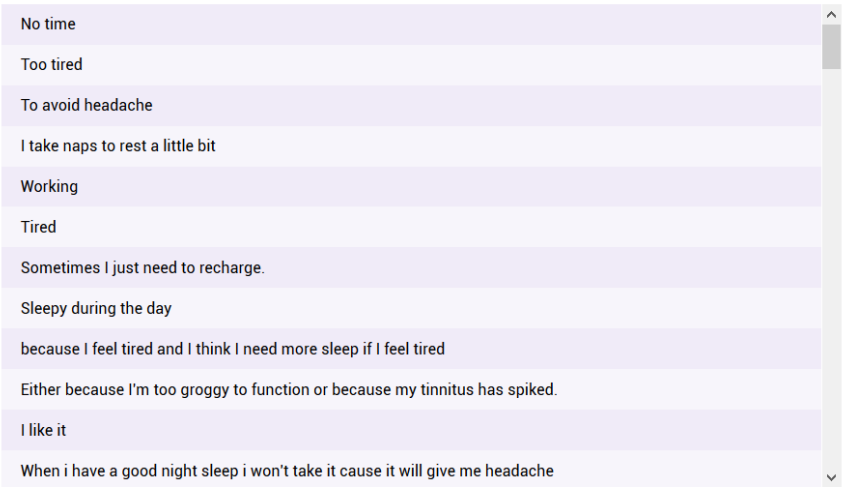 No time
Too tired
To avoid headache
I take naps to rest a little bit
Working
Tired
Sometimes I just need to recharge.
Sleepy during the day
because I feel tired and I think I need more sleep if I feel tired
Either because I'm too groggy to function or because my tinnitus has spiked.
I like it
When i have a good night sleep i won't take it cause it will give me headache